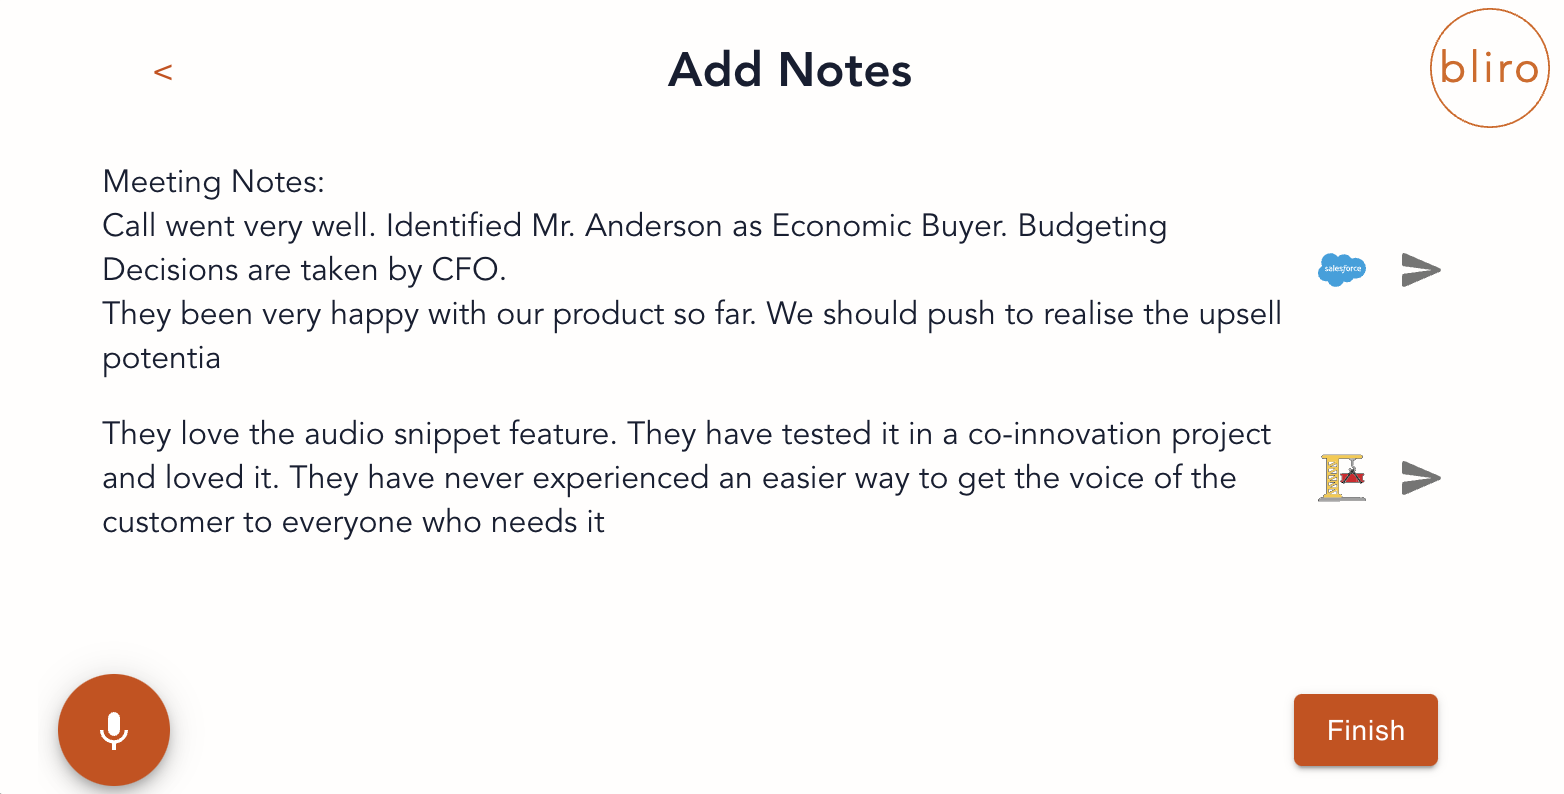 <
Add Notes
bliro
Meeting Notes:
Call went very well. Identified Mr. Anderson as Economic Buyer. Budgeting
Decisions are taken by CFO.
They been very happy with our product so far. We should push to realise the upsell
potentia
salesforce
They love the audio snippet feature. They have tested it in a co-innovation project
and loved it. They have never experienced an easier way to get the voice of the
customer to everyone who needs it
Finish